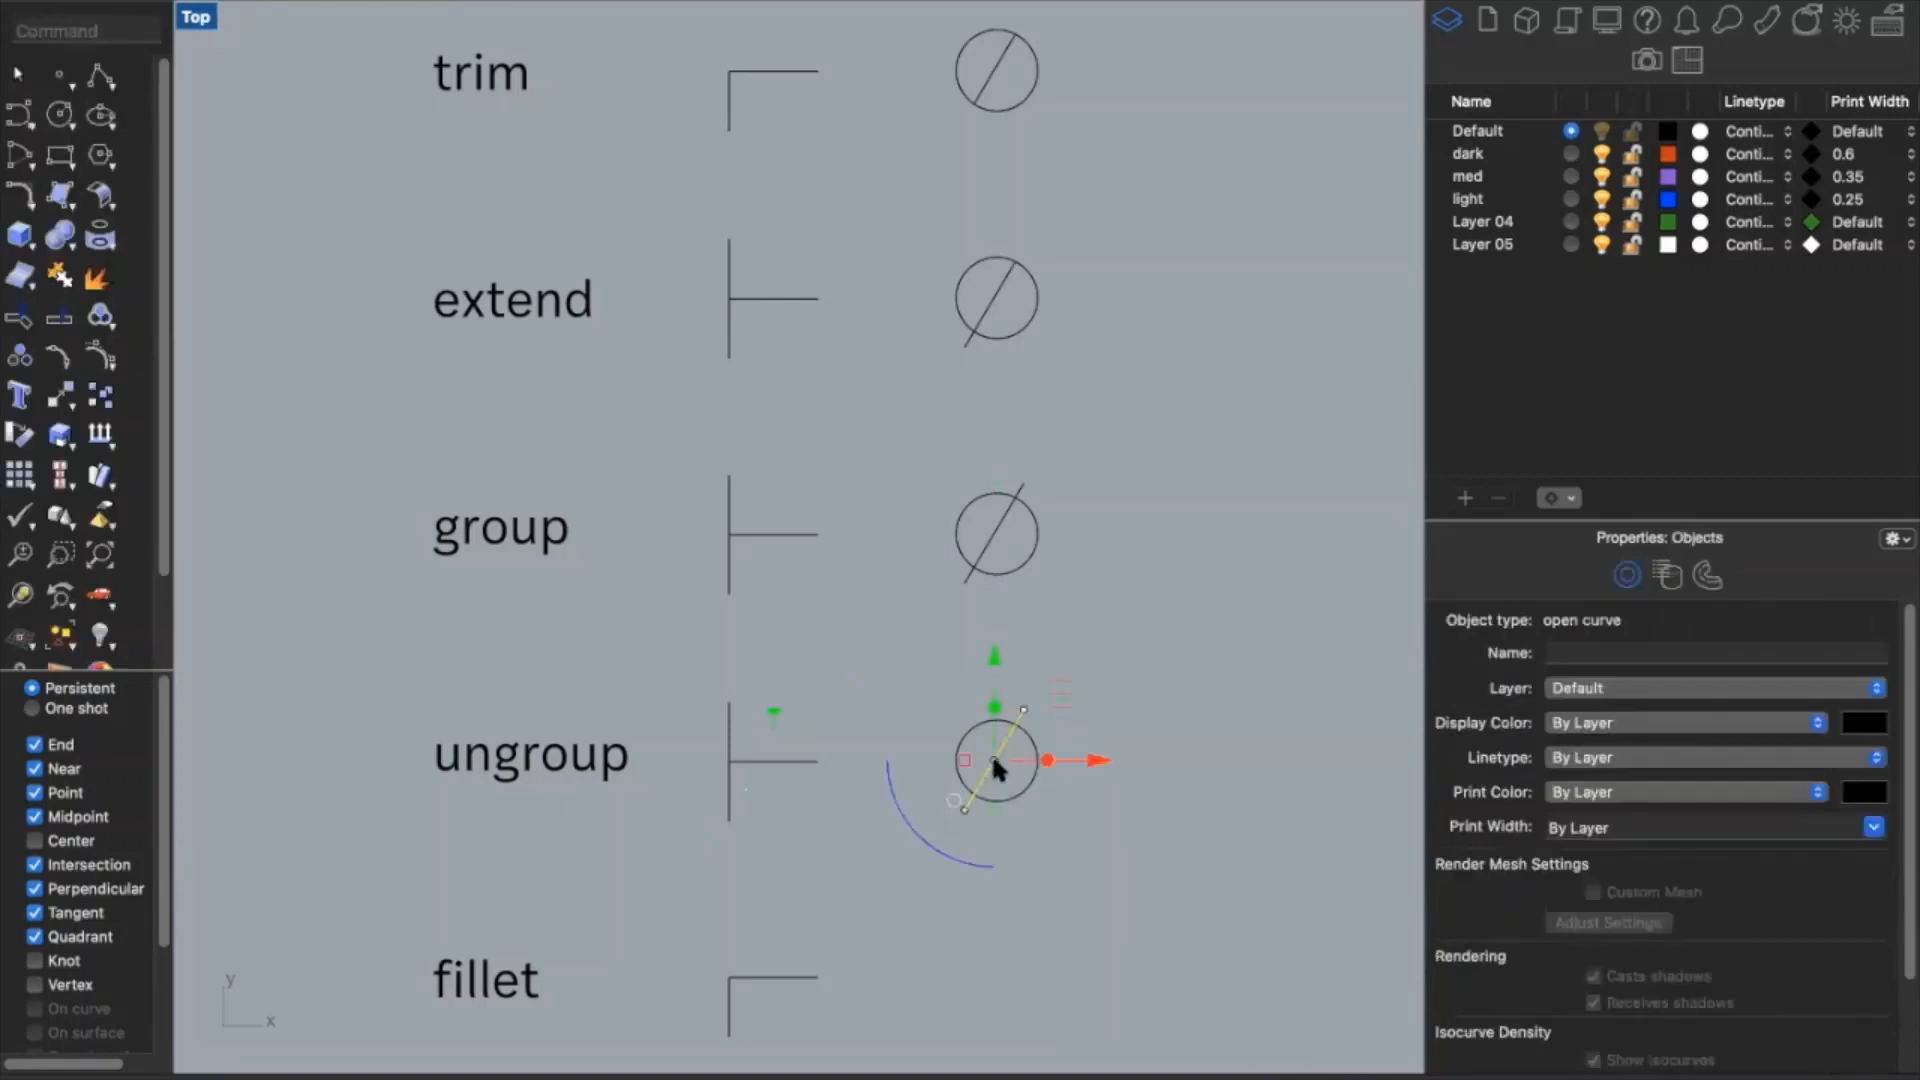 Command
Top
trim
extend
group
ungroup
fillet
y
x
Persistent
One shot
End
Near
Point
Midpoint
Center
Intersection
Perpendicular
Tangent
Quadrant
Knot
Vertex
On curve
On surface
Name Linetype Print Width
Default Conti... Default
dark Conti... 0.6
med Conti... 0.35
light Conti... 0.25
Layer 04 Conti... Default
Layer 05 Conti... Default
Properties: Objects
Object type: open curve
Name:
Layer: Default
Display Color: By Layer
Linetype: By Layer
Print Color: By Layer
Print Width: By Layer
Render Mesh Settings
Custom Mesh
Adjust Settings
Rendering
Casts shadows
Receives shadows
Isocurve Density
Show isocurves